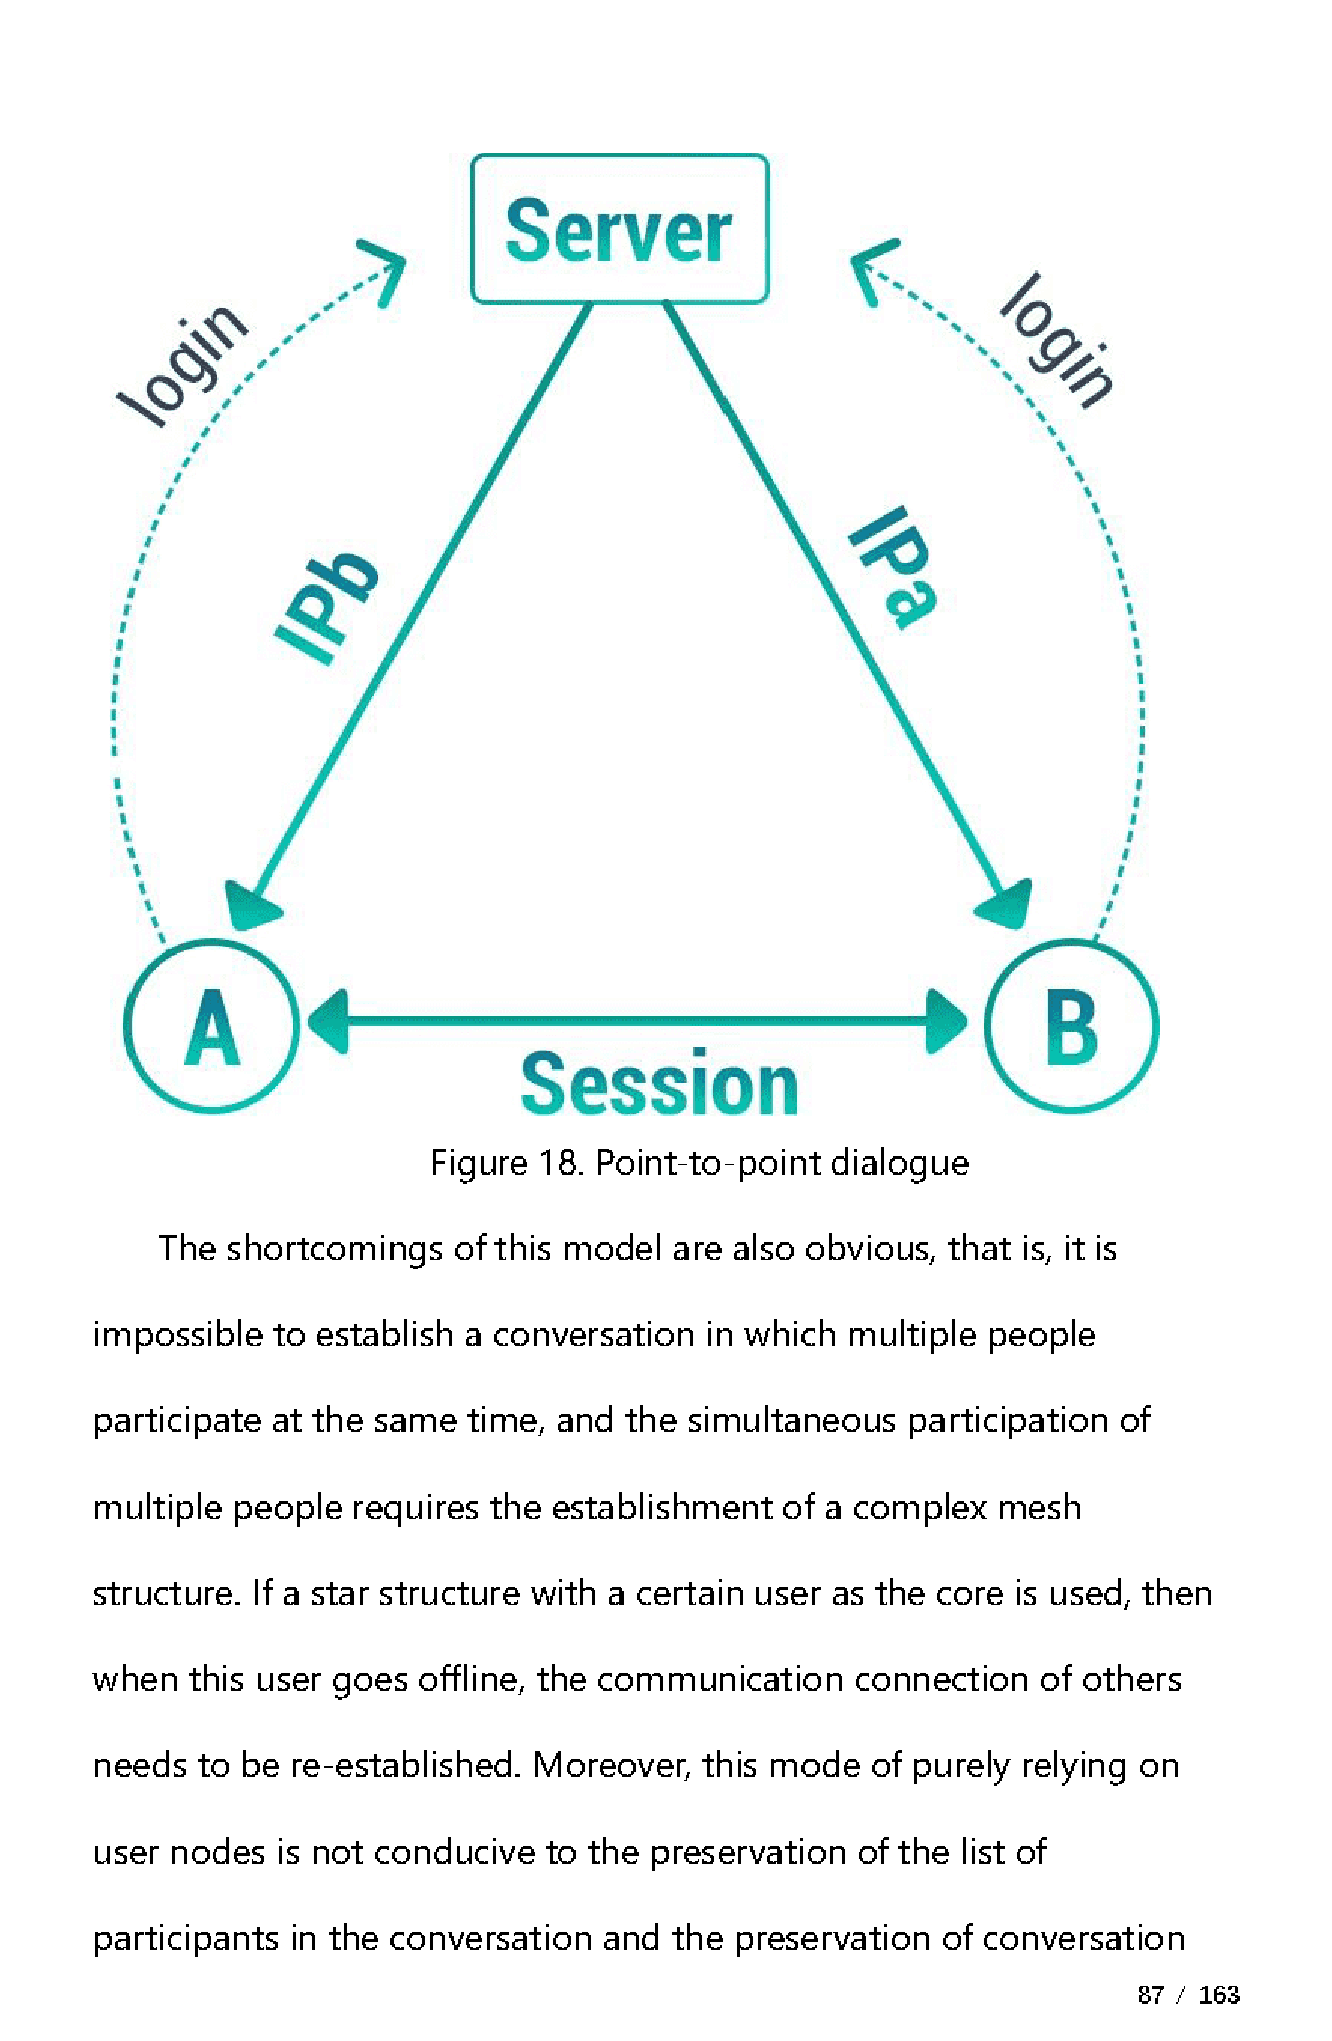 Server
login
login
IPb
IPa
A
B
Session
Figure 18. Point-to-point dialogue
The shortcomings of this model are also obvious, that is, it is
impossible to establish a conversation in which multiple people
participate at the same time, and the simultaneous participation of
multiple people requires the establishment of a complex mesh
structure. If a star structure with a certain user as the core is used, then
when this user goes offline, the communication connection of others
needs to be re-established. Moreover, this mode of purely relying on
user nodes is not conducive to the preservation of the list of
participants in the conversation and the preservation of conversation
87 / 163